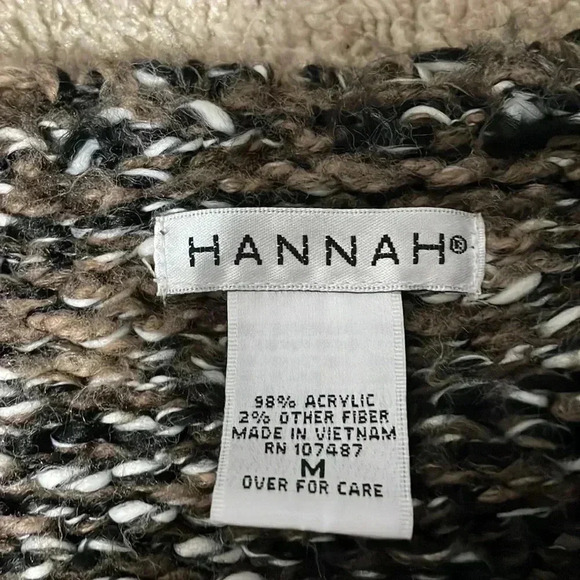 HANNAH®
98% ACRYLIC
2% OTHER FIBER
MADE IN VIETNAM
RN 107487
M
OVER FOR CARE